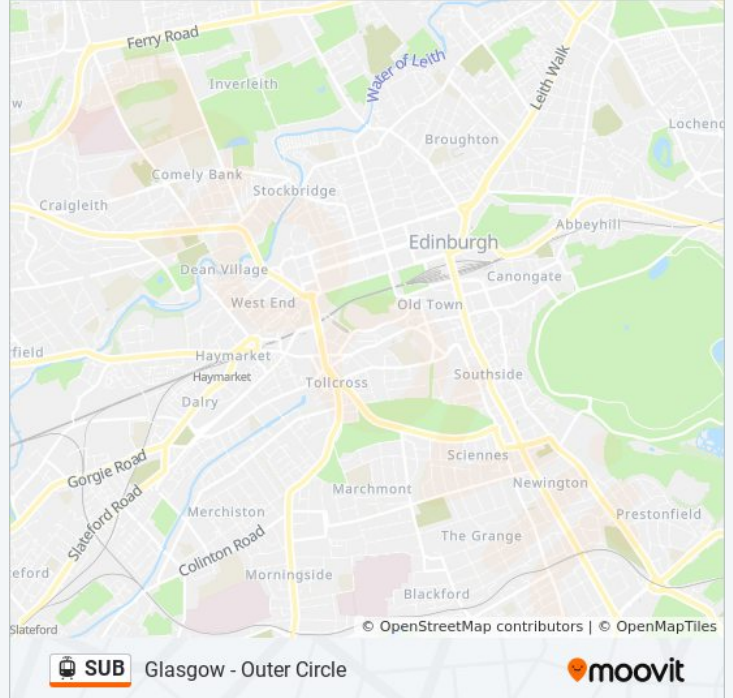 Ferry Road
Water of Leith
Leith Walk
Inverleith
w
Lochend
Broughton
Comely Bank
Stockbridge
Craigleith
Abbeyhill
Edinburgh
Dean Village
Canongate
West End
Old Town
field
Haymarket
Haymarket
Tollcross
Southside
Dalry
Gorgie Road
Sciennes
Slateford Road
Marchmont
Newington
Merchiston
Prestonfield
Colinton Road
The Grange
eford
Morningside
Blackford
Slateford
© OpenStreetMap contributors | © OpenMapTiles
SUB Glasgow - Outer Circle
moovit